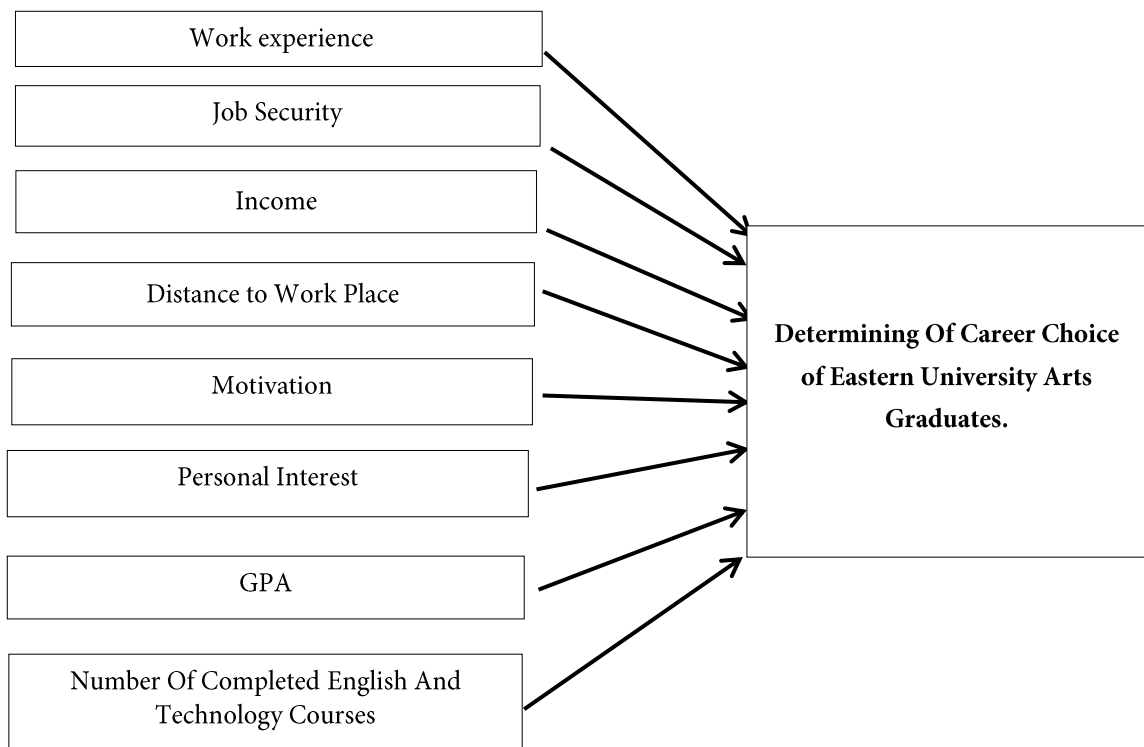 Work experience
Job Security
Income
Distance to Work Place
Motivation
Personal Interest
GPA
Number Of Completed English And
Technology Courses
Determining Of Career Choice
of Eastern University Arts
Graduates.